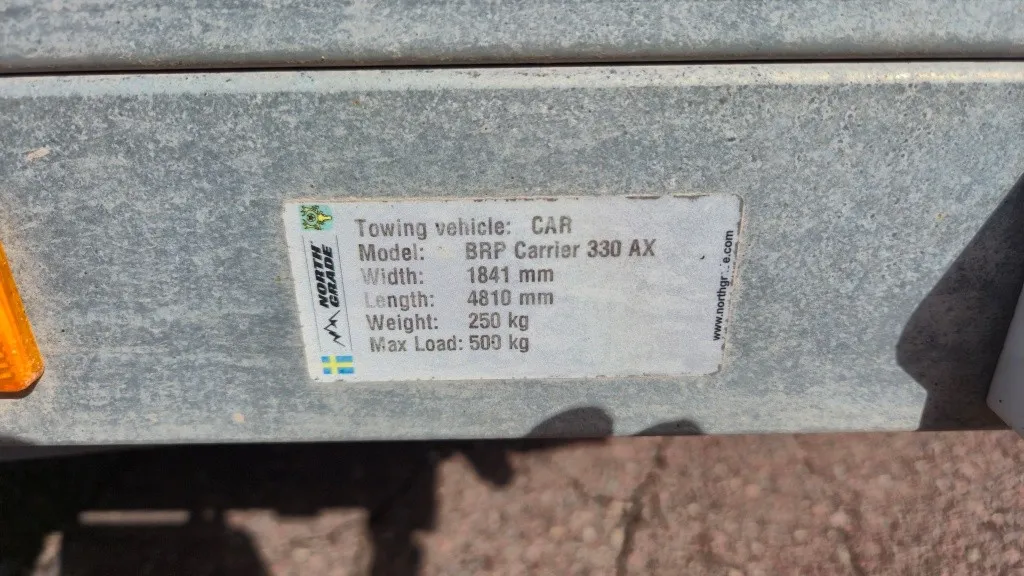 Towing vehicle: CAR
Model: BRP Carrier 330 AX
Width: 1841 mm
Length: 4810 mm
Weight: 250 kg
Max Load: 500 kg
NORTH
GRADE